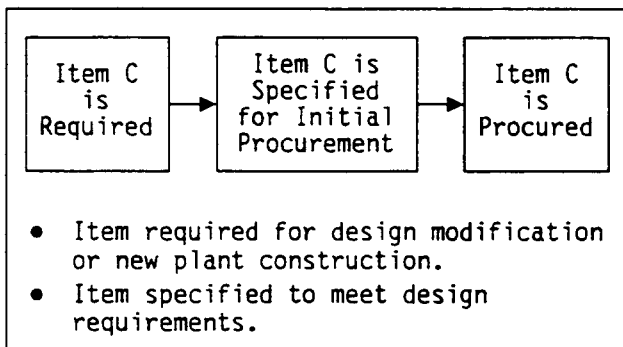 Item C
is
Required
Item C is
Specified
for Initial
Procurement
Item C
is
Procured
● Item required for design modification
or new plant construction.
● Item specified to meet design
requirements.